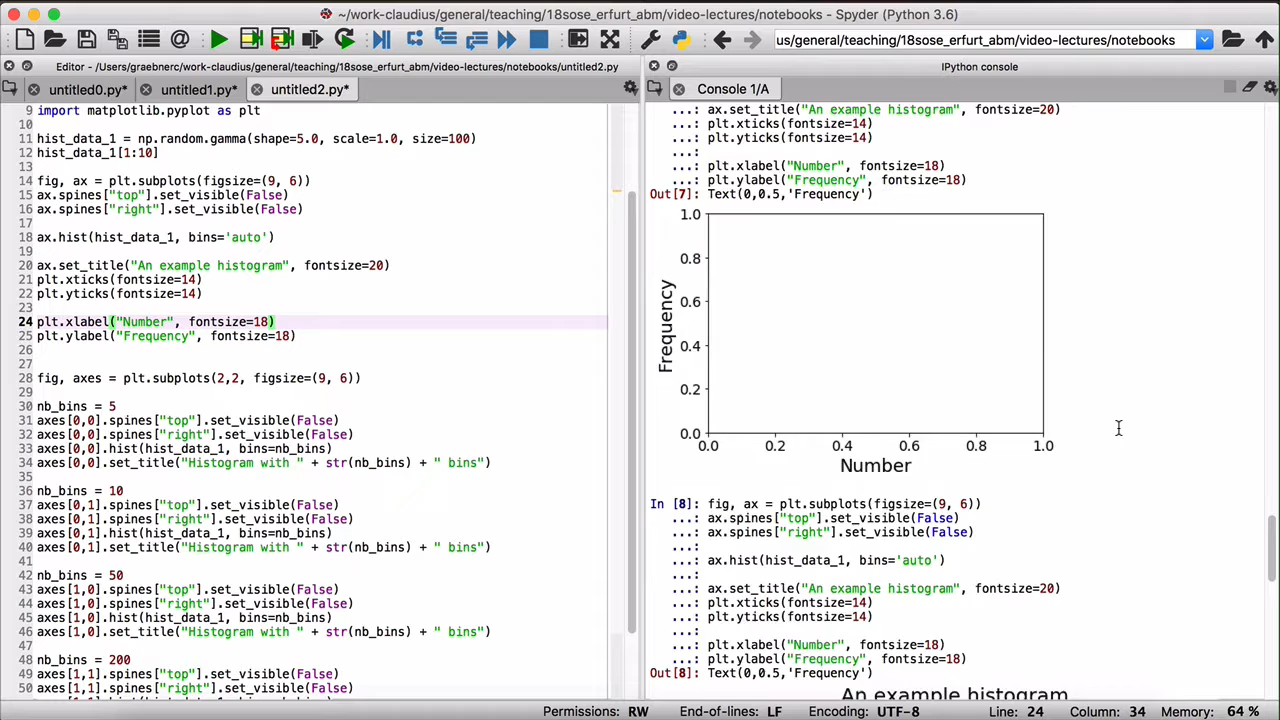 ~/work-claudius/general/teaching/18sose_erfurt_abm/video-lectures/notebooks - Spyder (Python 3.6)
us/general/teaching/18sose_erfurt_abm/video-lectures/notebooks
Editor - /Users/graebnerc/work-claudius/general/teaching/18sose_erfurt_abm/video-lectures/notebooks/untitled2.py
untitled0.py* untitled1.py* untitled2.py*
9 import matplotlib.pyplot as plt
10
11 hist_data_1 = np.random.gamma(shape=5.0, scale=1.0, size=100)
12 hist_data_1[1:10]
13
14 fig, ax = plt.subplots(figsize=(9, 6))
15 ax.spines["top"].set_visible(False)
16 ax.spines["right"].set_visible(False)
17
18 ax.hist(hist_data_1, bins='auto')
19
20 ax.set_title("An example histogram", fontsize=20)
21 plt.xticks(fontsize=14)
22 plt.yticks(fontsize=14)
23
24 plt.xlabel("Number", fontsize=18)
25 plt.ylabel("Frequency", fontsize=18)
26
27
28 fig, axes = plt.subplots(2,2, figsize=(9, 6))
29
30 nb_bins = 5
31 axes[0,0].spines["top"].set_visible(False)
32 axes[0,0].spines["right"].set_visible(False)
33 axes[0,0].hist(hist_data_1, bins=nb_bins)
34 axes[0,0].set_title("Histogram with " + str(nb_bins) + " bins")
35
36 nb_bins = 10
37 axes[0,1].spines["top"].set_visible(False)
38 axes[0,1].spines["right"].set_visible(False)
39 axes[0,1].hist(hist_data_1, bins=nb_bins)
40 axes[0,1].set_title("Histogram with " + str(nb_bins) + " bins")
41
42 nb_bins = 50
43 axes[1,0].spines["top"].set_visible(False)
44 axes[1,0].spines["right"].set_visible(False)
45 axes[1,0].hist(hist_data_1, bins=nb_bins)
46 axes[1,0].set_title("Histogram with " + str(nb_bins) + " bins")
47
48 nb_bins = 200
49 axes[1,1].spines["top"].set_visible(False)
50 axes[1,1].spines["right"].set_visible(False)
IPython console
Console 1/A
...: ax.set_title("An example histogram", fontsize=20)
...: plt.xticks(fontsize=14)
...: plt.yticks(fontsize=14)
...:
...: plt.xlabel("Number", fontsize=18)
...: plt.ylabel("Frequency", fontsize=18)
Out[7]: Text(0,0.5,'Frequency')
1.0
0.8
0.6
0.4
0.2
0.0
Frequency
0.0 0.2 0.4 0.6 0.8 1.0
Number
In [8]: fig, ax = plt.subplots(figsize=(9, 6))
...: ax.spines["top"].set_visible(False)
...: ax.spines["right"].set_visible(False)
...:
...: ax.hist(hist_data_1, bins='auto')
...:
...: ax.set_title("An example histogram", fontsize=20)
...: plt.xticks(fontsize=14)
...: plt.yticks(fontsize=14)
...:
...: plt.xlabel("Number", fontsize=18)
...: plt.ylabel("Frequency", fontsize=18)
Out[8]: Text(0,0.5,'Frequency')
An example histogram
Permissions: RW End-of-lines: LF Encoding: UTF-8 Line: 24 Column: 34 Memory: 64 %